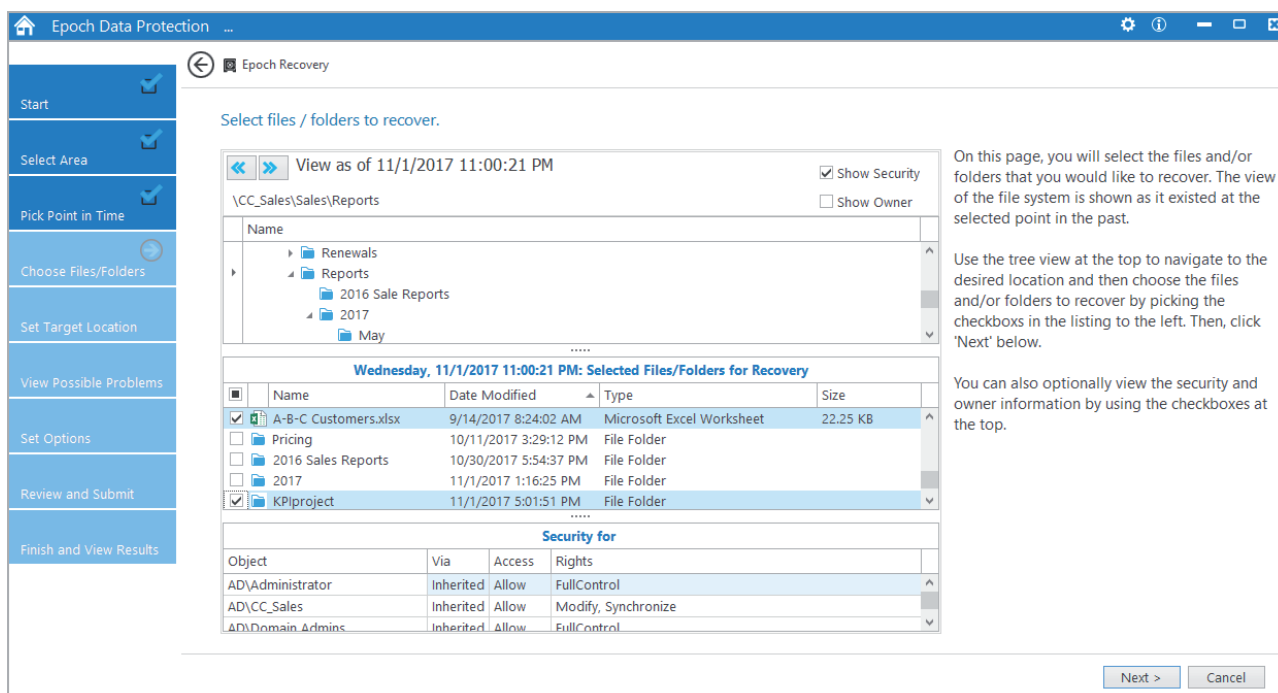 Epoch Data Protection ...
Epoch Recovery
Start
Select Area
Pick Point in Time
Choose Files/Folders
Set Target Location
View Possible Problems
Set Options
Review and Submit
Finish and View Results
Select files / folders to recover.
View as of 11/1/2017 11:00:21 PM
Show Security
\CC_Sales\Sales\Reports
Show Owner
Name
Renewals
Reports
2016 Sale Reports
2017
May
Wednesday, 11/1/2017 11:00:21 PM: Selected Files/Folders for Recovery
Name Date Modified Type Size
A-B-C Customers.xlsx 9/14/2017 8:24:02 AM Microsoft Excel Worksheet 22.25 KB
Pricing 10/11/2017 3:29:12 PM File Folder
2016 Sales Reports 10/30/2017 5:54:37 PM File Folder
2017 11/1/2017 1:16:25 PM File Folder
KPIproject 11/1/2017 5:01:51 PM File Folder
Security for
Object Via Access Rights
AD\Administrator Inherited Allow FullControl
AD\CC_Sales Inherited Allow Modify, Synchronize
AD\Domain Admins Inherited Allow FullControl
On this page, you will select the files and/or
folders that you would like to recover. The view
of the file system is shown as it existed at the
selected point in the past.
Use the tree view at the top to navigate to the
desired location and then choose the files
and/or folders to recover by picking the
checkboxs in the listing to the left. Then, click
'Next' below.
You can also optionally view the security and
owner information by using the checkboxes at
the top.
Next >
Cancel